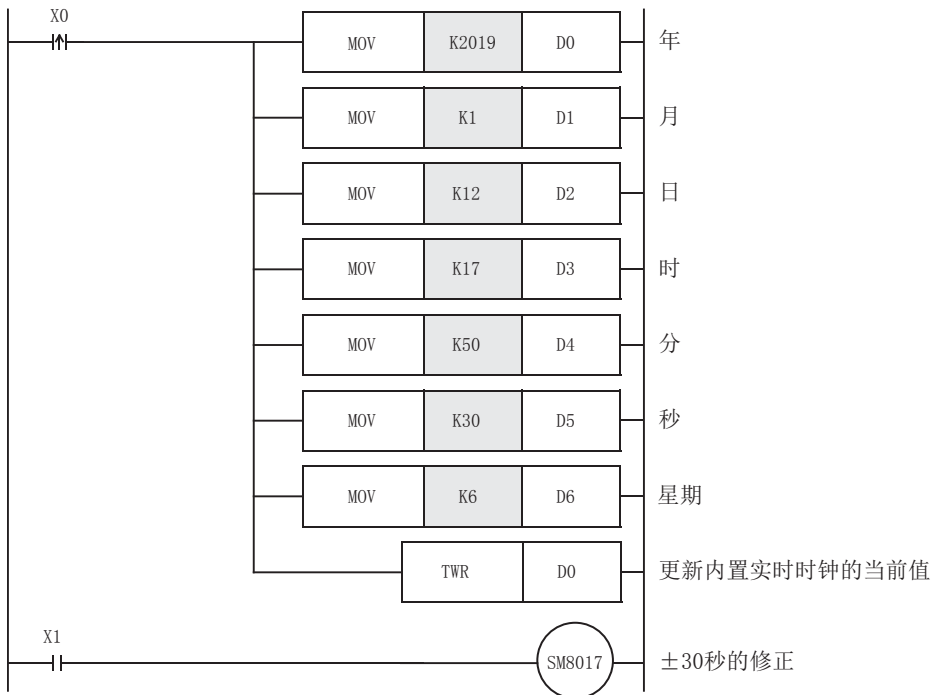 X0
MOV K2019 D0 年
MOV K1 D1 月
MOV K12 D2 日
MOV K17 D3 时
MOV K50 D4 分
MOV K30 D5 秒
MOV K6 D6 星期
TWR D0 更新内置实时时钟的当前值
X1
SM8017 ±30秒的修正